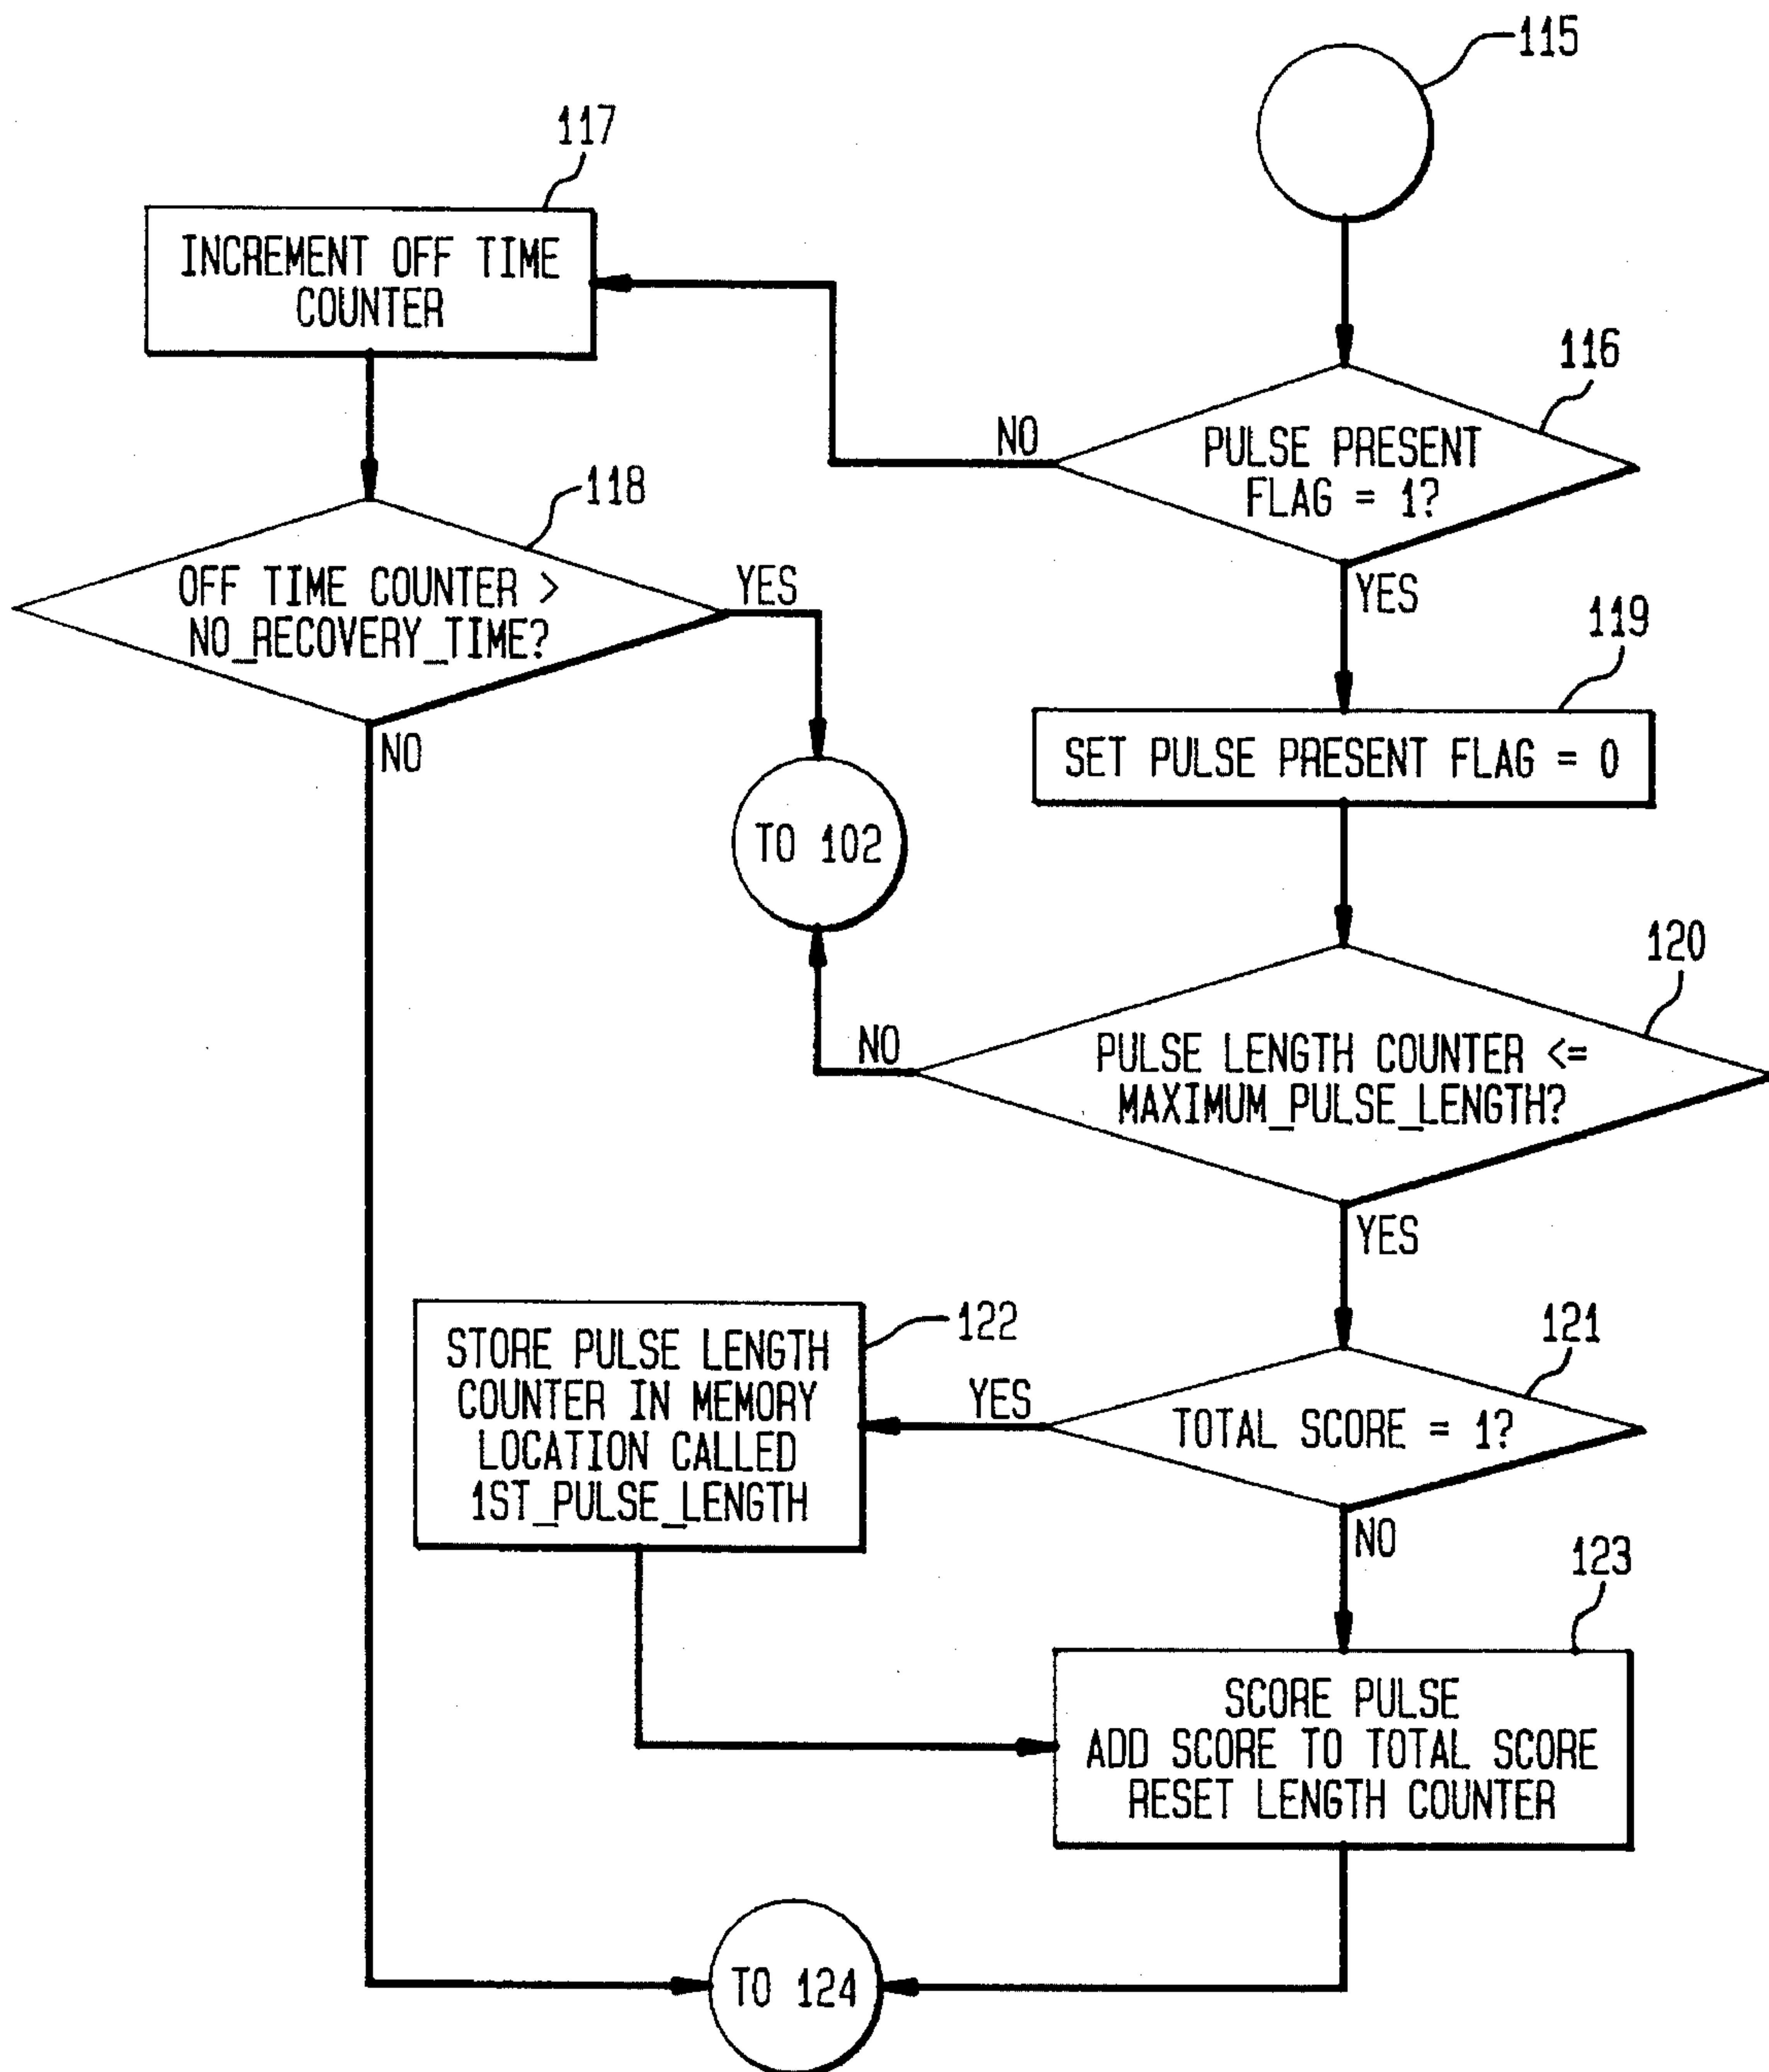 115
117
INCREMENT OFF TIME
COUNTER
116
NO
PULSE PRESENT
FLAG = 1?
118
YES
OFF TIME COUNTER >
NO_RECOVERY_TIME?
YES
119
NO
SET PULSE PRESENT FLAG = 0
TO 102
120
NO
PULSE LENGTH COUNTER <=
MAXIMUM_PULSE_LENGTH?
YES
122
STORE PULSE LENGTH
COUNTER IN MEMORY
LOCATION CALLED
1ST_PULSE_LENGTH
121
YES
TOTAL SCORE = 1?
NO
123
SCORE PULSE
ADD SCORE TO TOTAL SCORE
RESET LENGTH COUNTER
TO 124